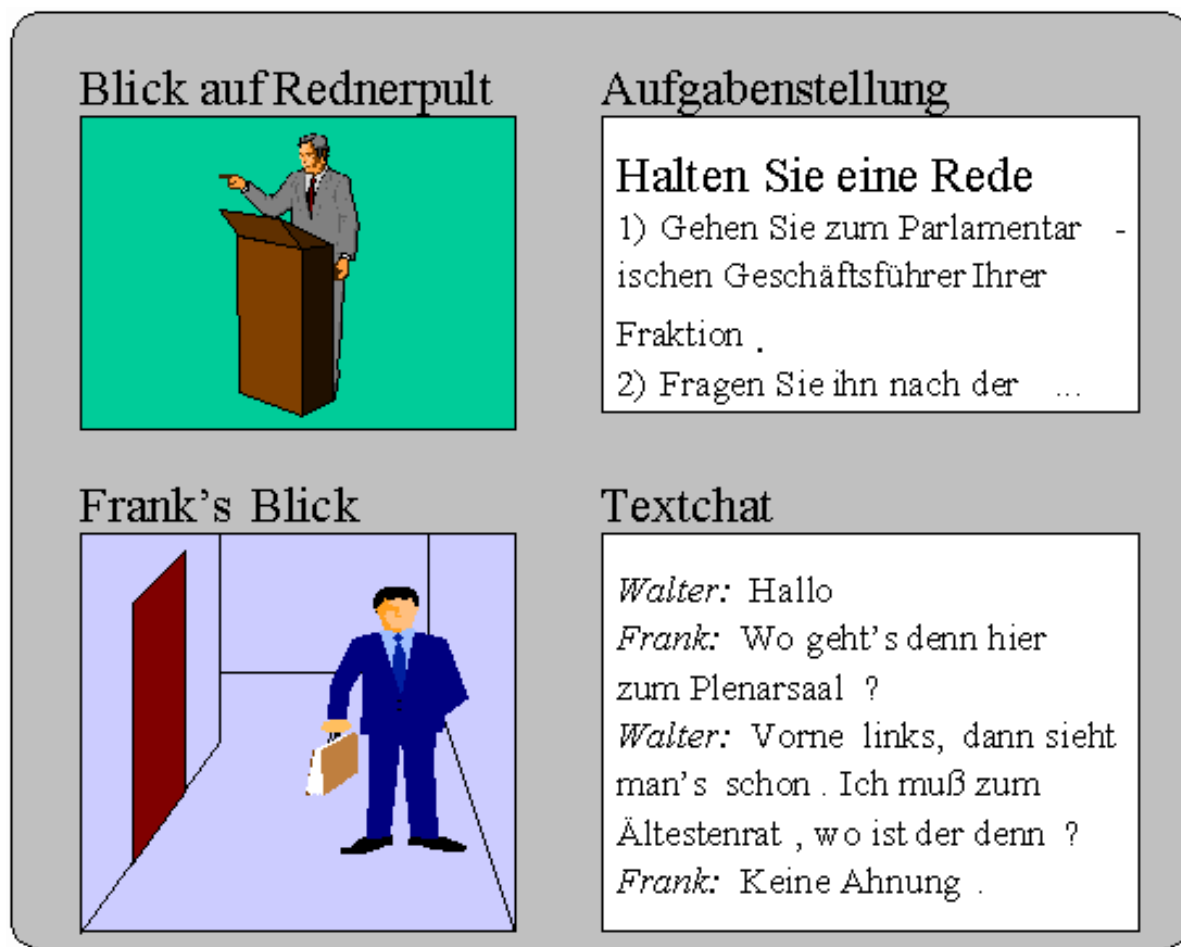 Blick auf Rednerpult
Aufgabenstellung
Halten Sie eine Rede
1) Gehen Sie zum Parlamentar -
ischen Geschäftsführer Ihrer
Fraktion .
2) Fragen Sie ihn nach der ...
Frank's Blick
Textchat
Walter: Hallo
Frank: Wo geht's denn hier
zum Plenarsaal ?
Walter: Vorne links, dann sieht
man's schon . Ich muß zum
Ältestenrat , wo ist der denn ?
Frank: Keine Ahnung .